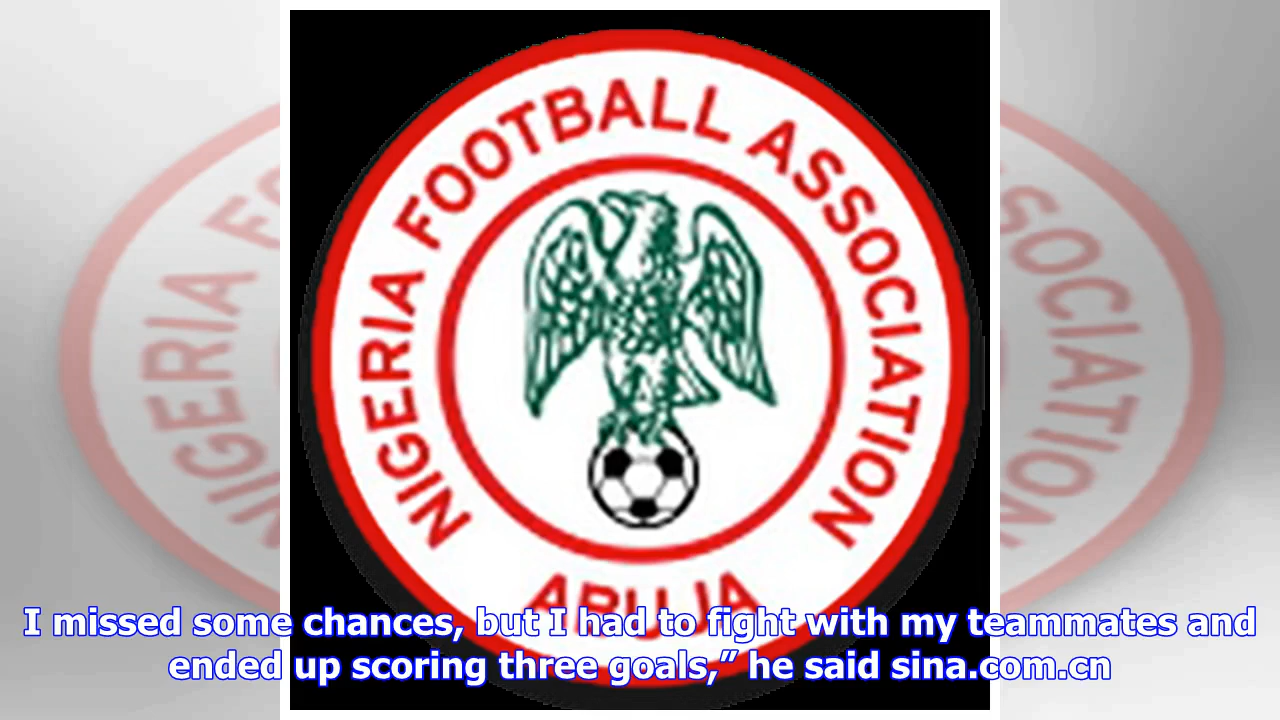 NIGERIA FOOTBALL ASSOCIATION
ABUJA
I missed some chances, but I had to fight with my teammates and
ended up scoring three goals,” he said sina.com.cn